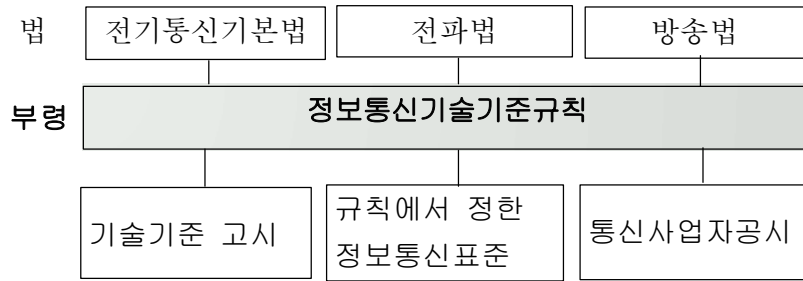 법 전기통신기본법 전파법 방송법
부령 정보통신기술기준규칙
기술기준 고시
규칙에서 정한
정보통신표준
통신사업자공시